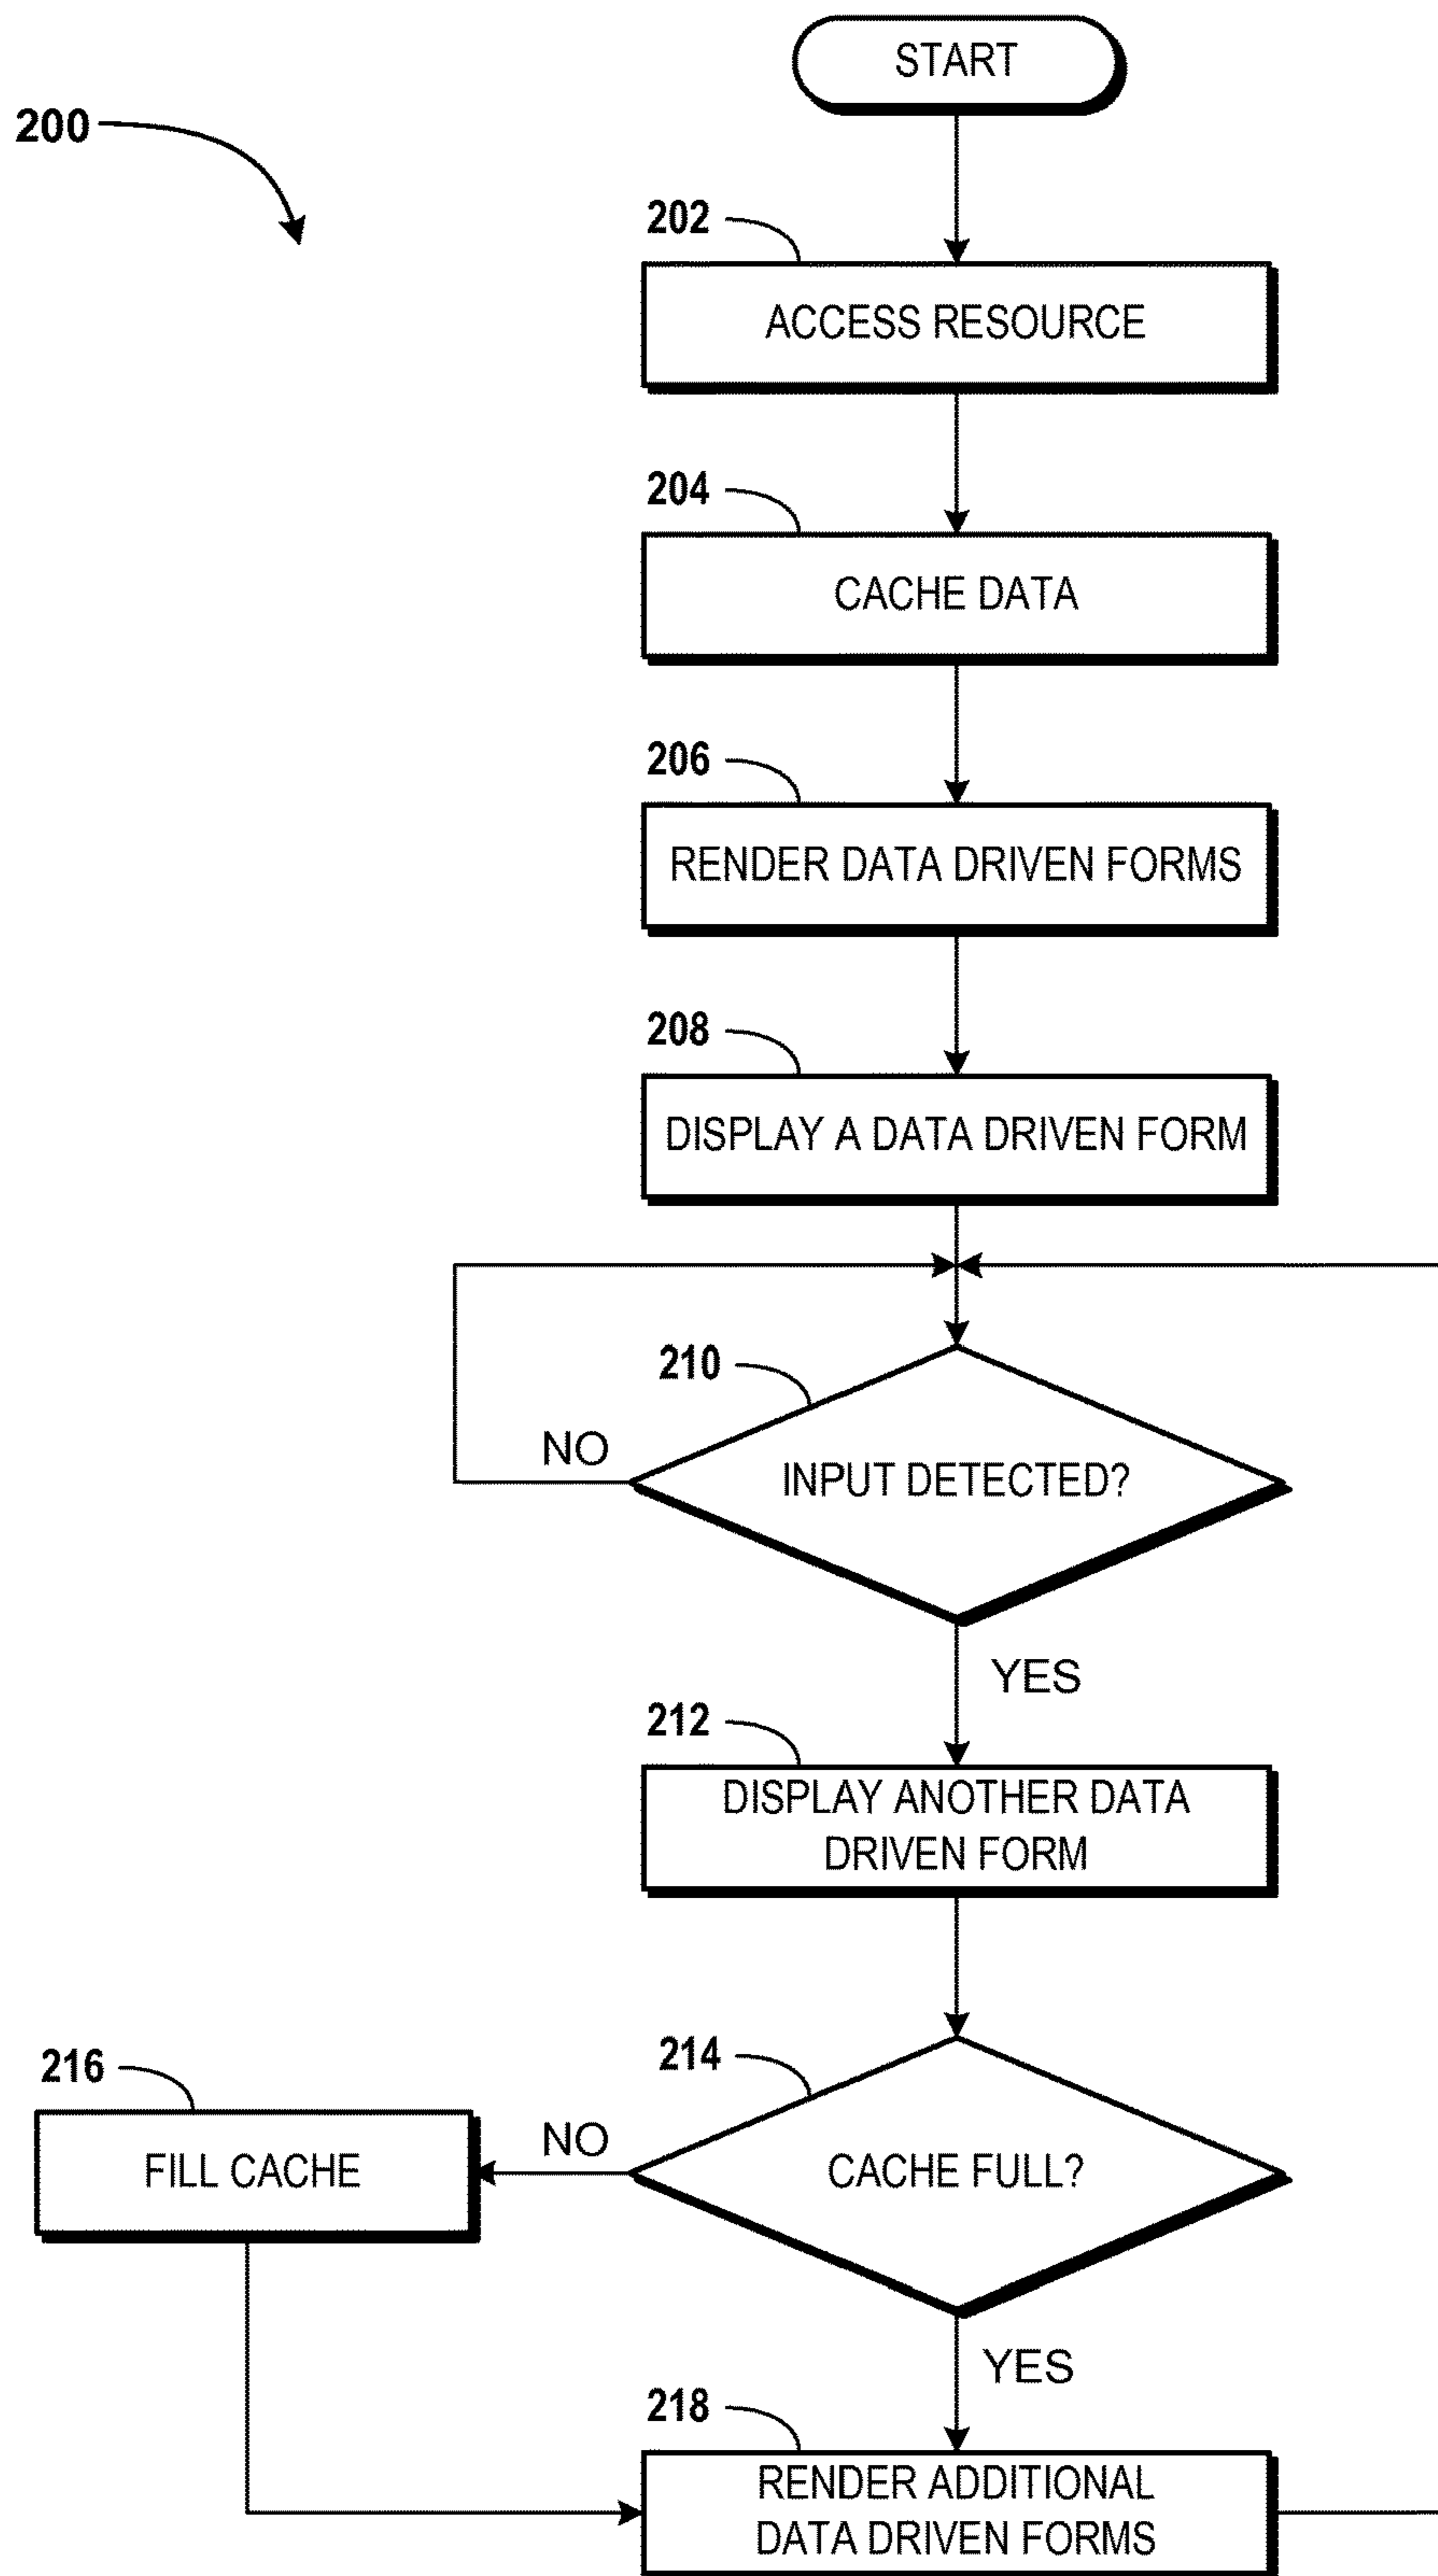 START
200
202
ACCESS RESOURCE
204
CACHE DATA
206
RENDER DATA DRIVEN FORMS
208
DISPLAY A DATA DRIVEN FORM
210
NO
INPUT DETECTED?
YES
212
DISPLAY ANOTHER DATA
DRIVEN FORM
216
214
FILL CACHE
NO
CACHE FULL?
YES
218
RENDER ADDITIONAL
DATA DRIVEN FORMS